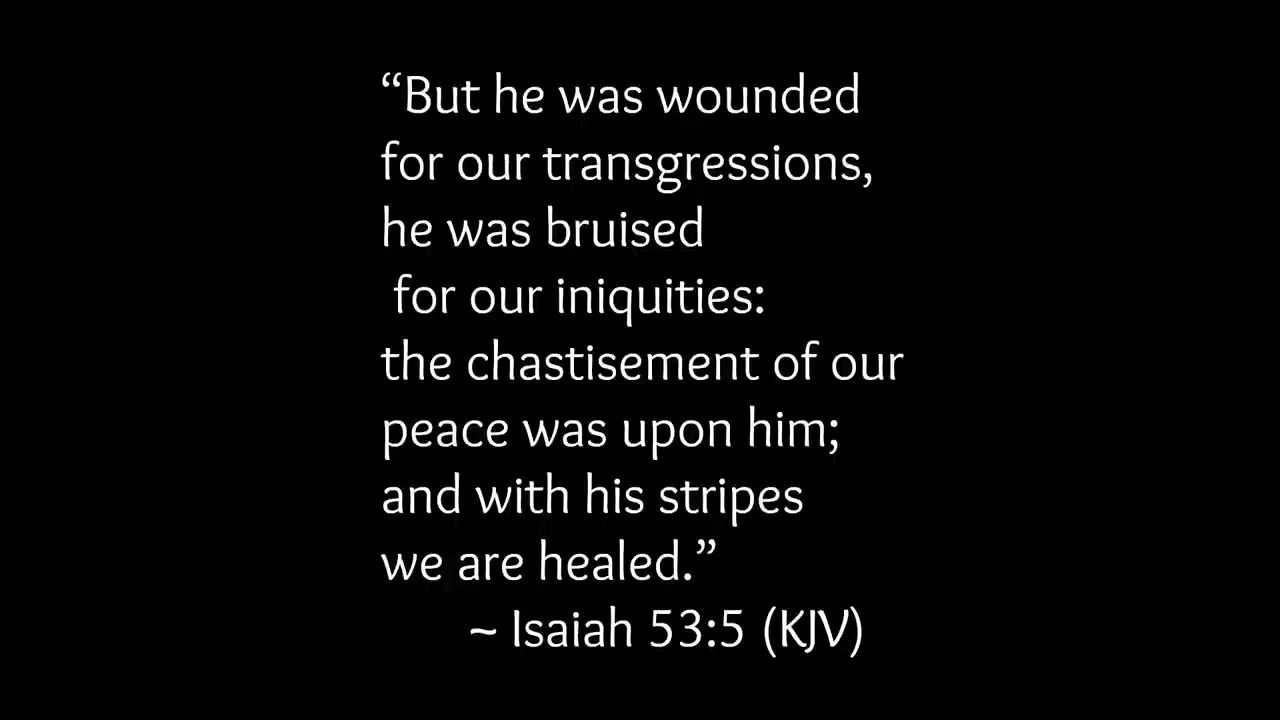 “But he was wounded
for our transgressions,
he was bruised
for our iniquities:
the chastisement of our
peace was upon him;
and with his stripes
we are healed.”
~ Isaiah 53:5 (KJV)